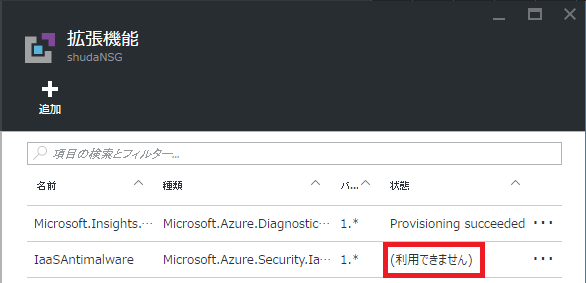 拡張機能
shudaNSG
追加
項目の検索とフィルター...
名前 種類 バ... 状態
Microsoft.Insights.... Microsoft.Azure.Diagnostic... 1.* Provisioning succeeded ...
IaaSAntimalware Microsoft.Azure.Security.Ia... 1.* (利用できません) ...